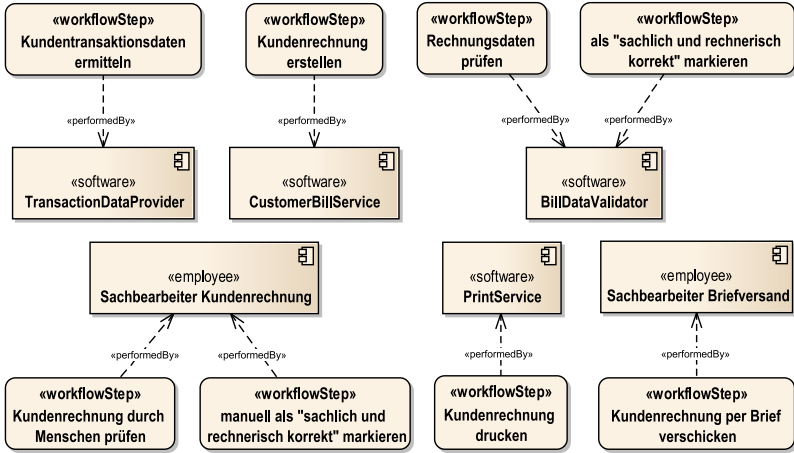 «workflowStep»
Kundentransaktionsdaten
ermitteln
«workflowStep»
Kundenrechnung
erstellen
«workflowStep»
Rechnungsdaten
prüfen
«workflowStep»
als "sachlich und rechnerisch
korrekt" markieren
«performedBy»
«performedBy»
«performedBy»
«performedBy»
«software»
TransactionDataProvider
«software»
CustomerBillService
«software»
BillDataValidator
«employee»
Sachbearbeiter Kundenrechnung
«software»
PrintService
«employee»
Sachbearbeiter Briefversand
«performedBy»
«performedBy»
«performedBy»
«performedBy»
«workflowStep»
Kundenrechnung durch
Menschen prüfen
«workflowStep»
manuell als "sachlich und
rechnerisch korrekt" markieren
«workflowStep»
Kundenrechnung
drucken
«workflowStep»
Kundenrechnung per Brief
verschicken